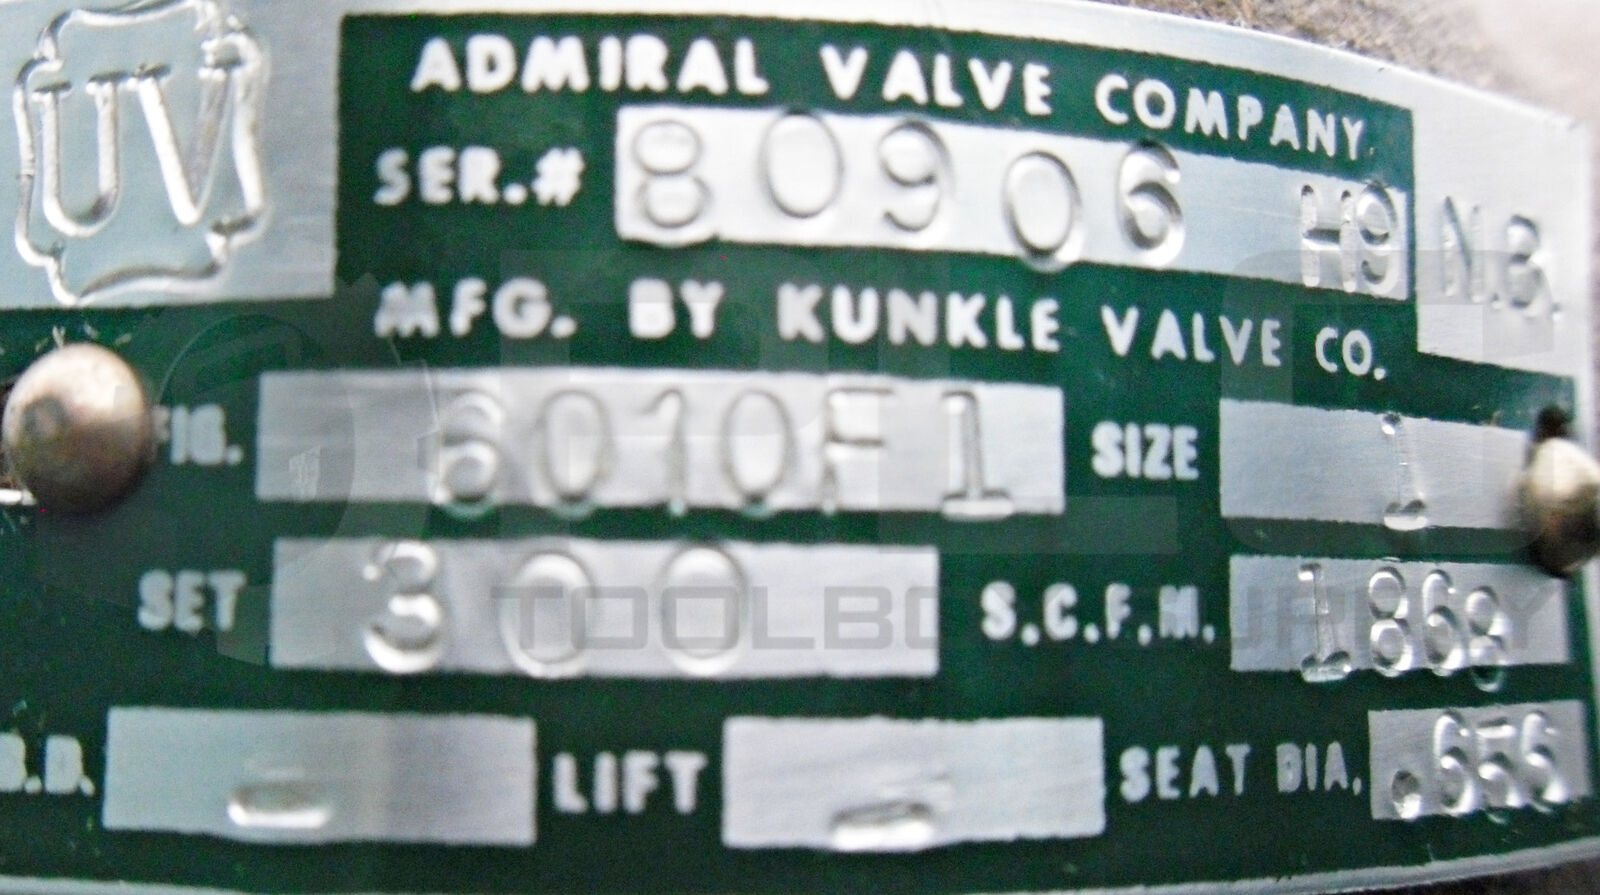 UV
ADMIRAL VALVE COMPANY
SER.# 80906 H9 N.B.
MFG. BY KUNKLE VALVE CO.
FIG. 6010F1 SIZE 1
SET 300 S.C.F.M. 1868
B.D. - LIFT - SEAT DIA. .656